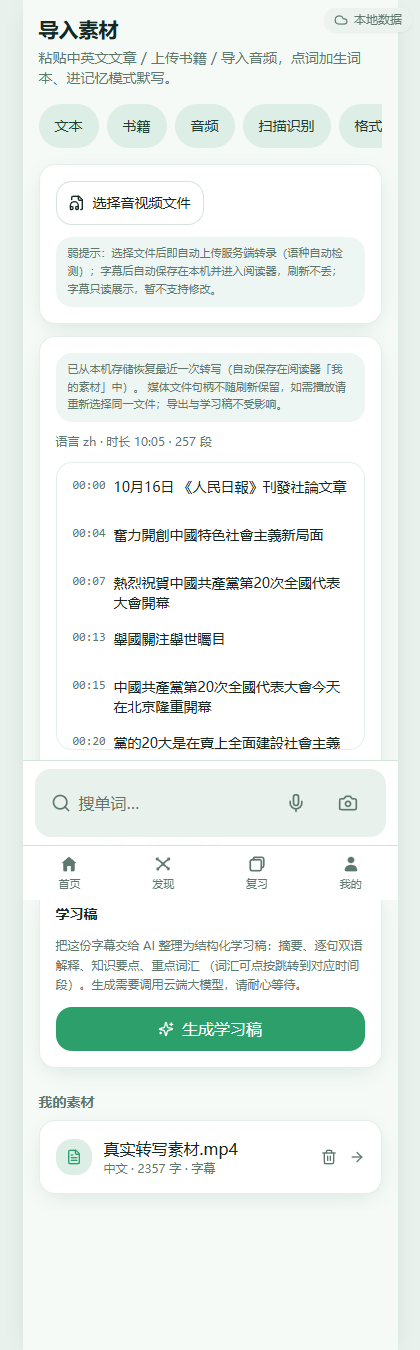 导入素材
本地数据
粘贴中英文文章 / 上传书籍 / 导入音频，点词加生词
本、进记忆模式默写。
文本
书籍
音频
扫描识别
格式
选择音视频文件
弱提示：选择文件后即自动上传服务端转录（语种自动检
测）；字幕后自动保存在本机并进入阅读器，刷新不丢；
字幕只读展示，暂不支持修改。
已从本机存储恢复最近一次转写（自动保存在阅读器「我
的素材」中）。 媒体文件句柄不随刷新保留，如需播放请
重新选择同一文件；导出与学习稿不受影响。
语言 zh · 时长 10:05 · 257 段
00:00 10月16日 《人民日報》刊發社論文章
00:04 奮力開創中國特色社會主義新局面
00:07 熱烈祝賀中國共產黨第20次全國代表
大會開幕
00:13 舉國關注舉世矚目
00:15 中國共產黨第20次全國代表大會今天
在北京隆重開幕
00:20 黨的20大是在賣上全面建設社會主義
搜单词...
首页
发现
复习
我的
学习稿
把这份字幕交给 AI 整理为结构化学习稿：摘要、逐句双语
解释、知识要点、重点词汇 （词汇可点按跳转到对应时间
段）。生成需要调用云端大模型，请耐心等待。
生成学习稿
我的素材
真实转写素材.mp4
中文 · 2357 字 · 字幕